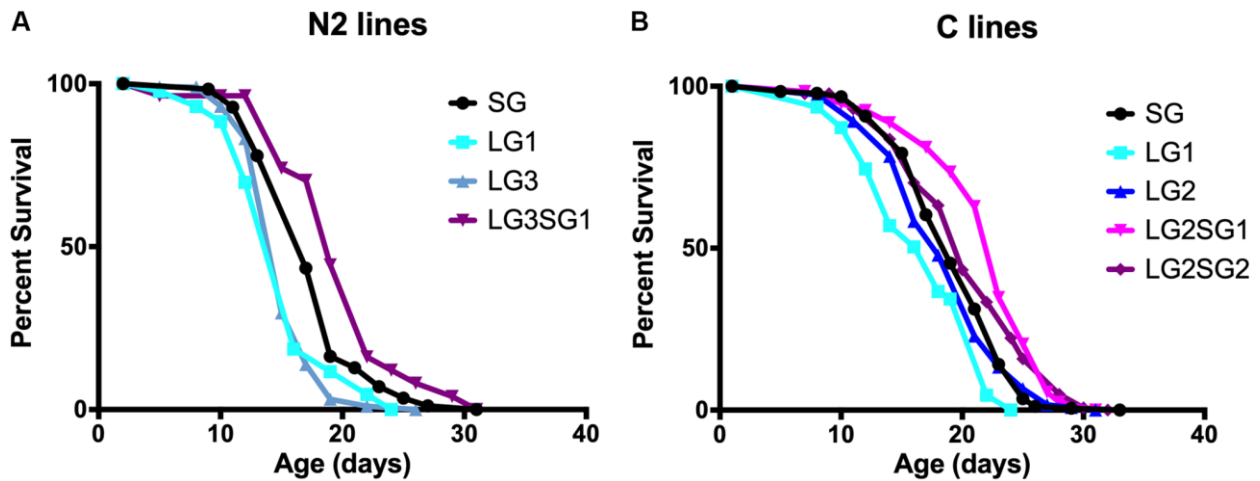 A
N2 lines
100
50
0
Percent Survival
0
10
20
30
40
Age (days)
SG
LG1
LG3
LG3SG1
B
C lines
100
50
0
Percent Survival
0
10
20
30
40
Age (days)
SG
LG1
LG2
LG2SG1
LG2SG2